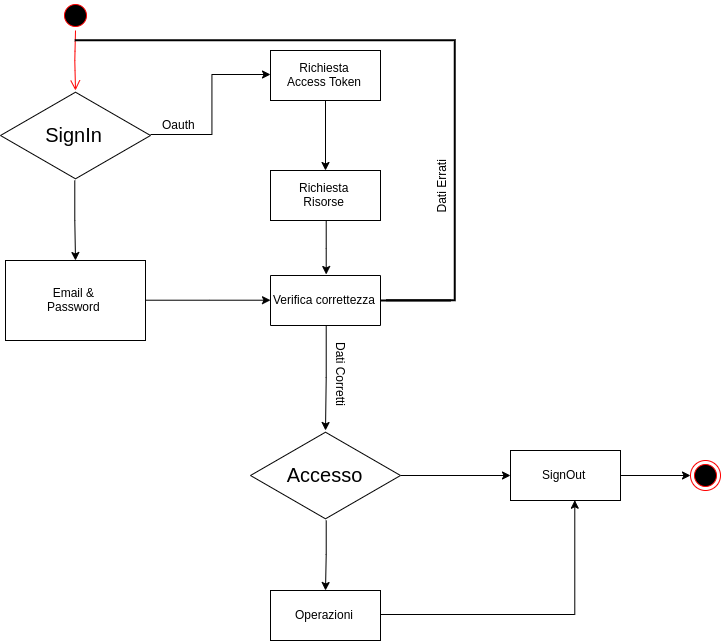 Richiesta
Access Token
SignIn
Oauth
Dati Errati
Richiesta
Risorse
Email &
Password
Verifica correttezza
Dati Corretti
Accesso
SignOut
Operazioni